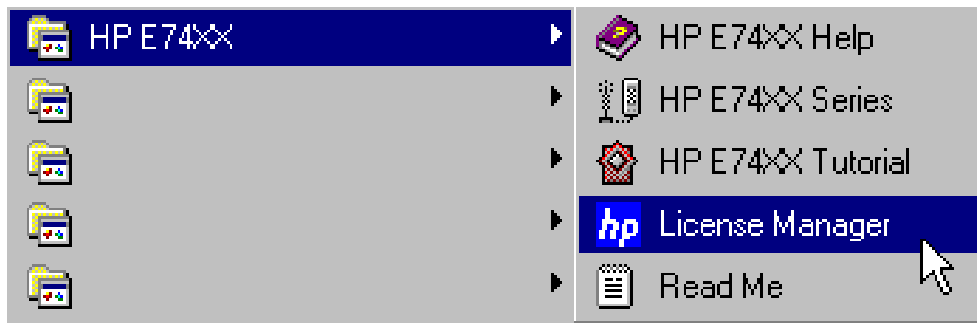 HP E74XX
HP E74XX Help
HP E74XX Series
HP E74XX Tutorial
hp License Manager
Read Me